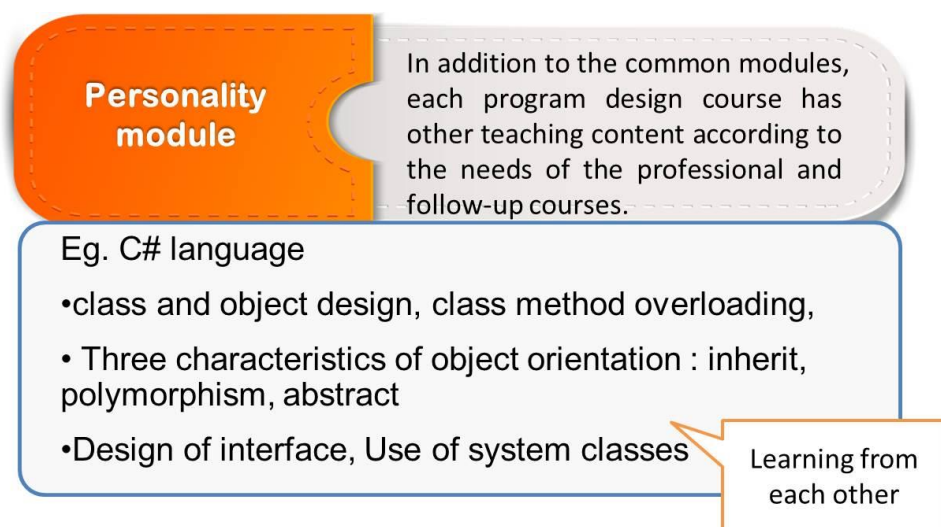 Personality
module
In addition to the common modules,
each program design course has
other teaching content according to
the needs of the professional and
follow-up courses.
Eg. C# language
•class and object design, class method overloading,
• Three characteristics of object orientation : inherit,
polymorphism, abstract
•Design of interface, Use of system classes
Learning from
each other